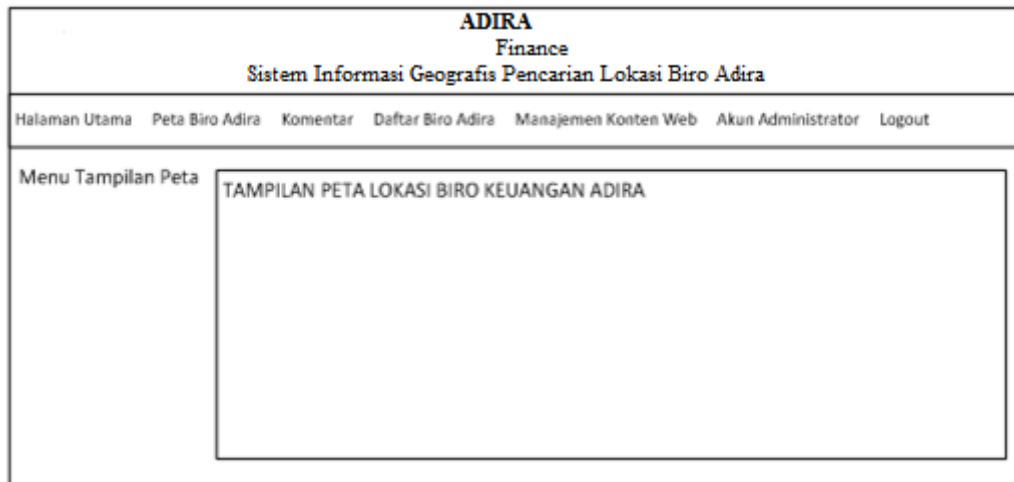 ADIRA
Finance
Sistem Informasi Geografis Pencarian Lokasi Biro Adira
Halaman Utama Peta Biro Adira Komentar Daftar Biro Adira Manajemen Konten Web Akun Administrator Logout
Menu Tampilan Peta
TAMPILAN PETA LOKASI BIRO KEUANGAN ADIRA